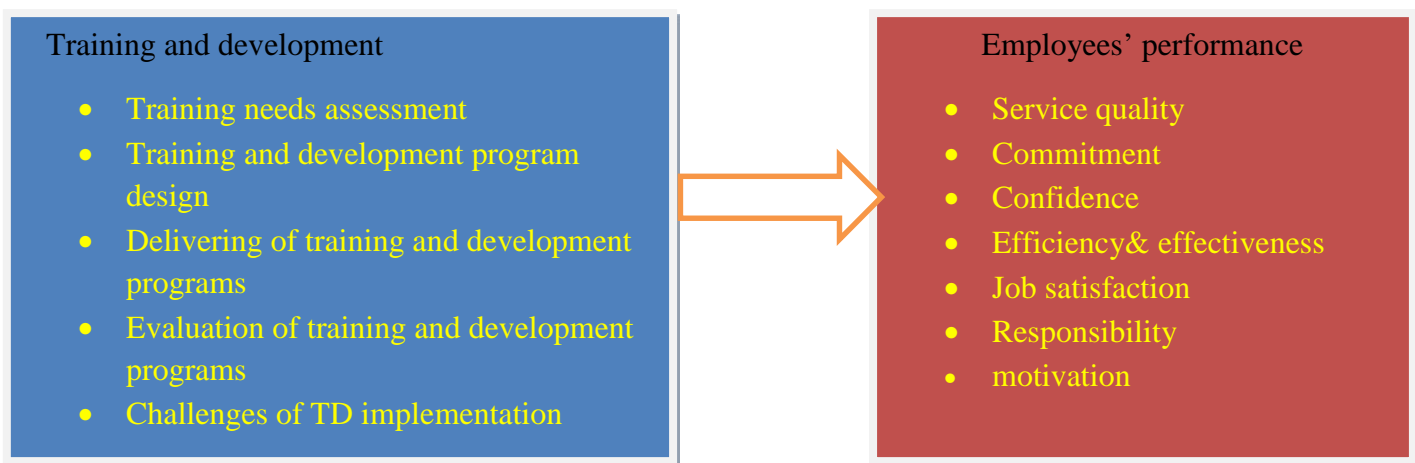 Training and development
• Training needs assessment
• Training and development program
design
• Delivering of training and development
programs
• Evaluation of training and development
programs
• Challenges of TD implementation
Employees’ performance
• Service quality
• Commitment
• Confidence
• Efficiency& effectiveness
• Job satisfaction
• Responsibility
• motivation